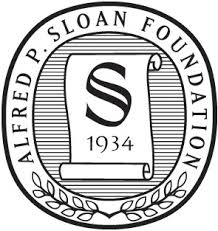 ALFRED P. SLOAN FOUNDATION
S
1934